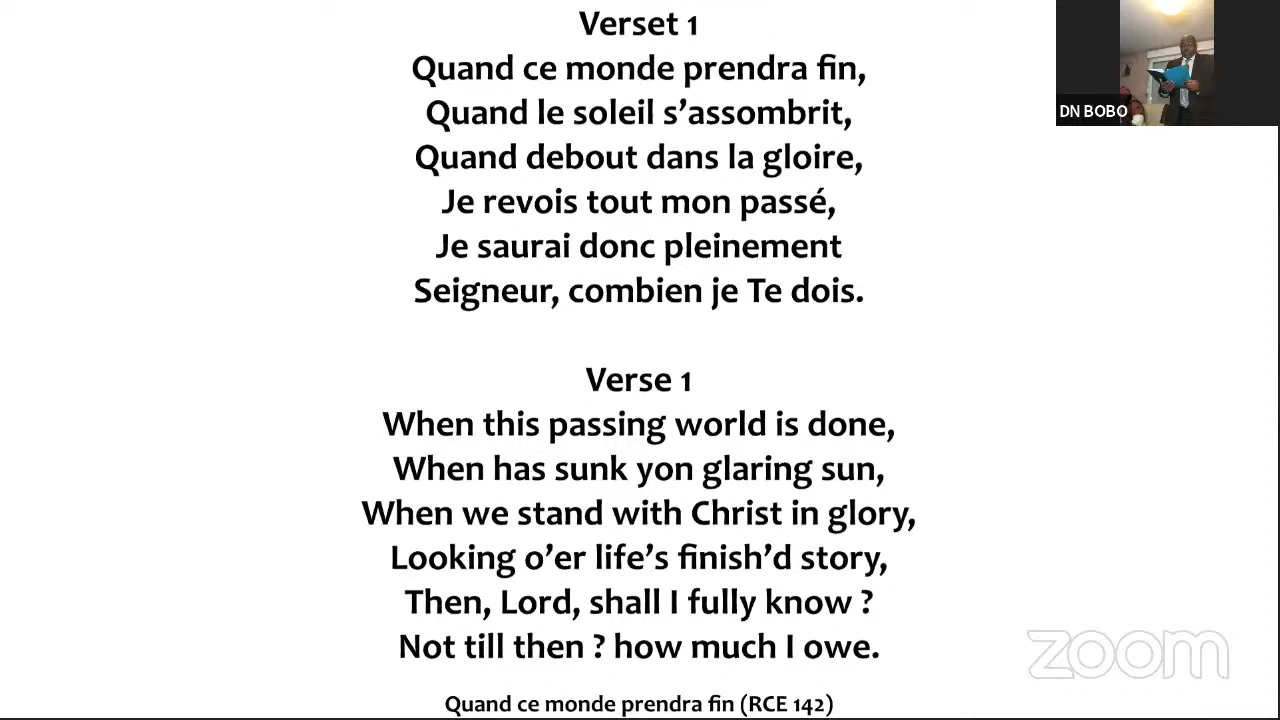 Verset 1
Quand ce monde prendra fin,
Quand le soleil s’assombrit,
Quand debout dans la gloire,
Je revois tout mon passé,
Je saurai donc pleinement
Seigneur, combien je Te dois.
Verse 1
When this passing world is done,
When has sunk yon glaring sun,
When we stand with Christ in glory,
Looking o’er life’s finish’d story,
Then, Lord, shall I fully know ?
Not till then ? how much I owe.
Quand ce monde prendra fin (RCE 142)
DN BOBO
zoom